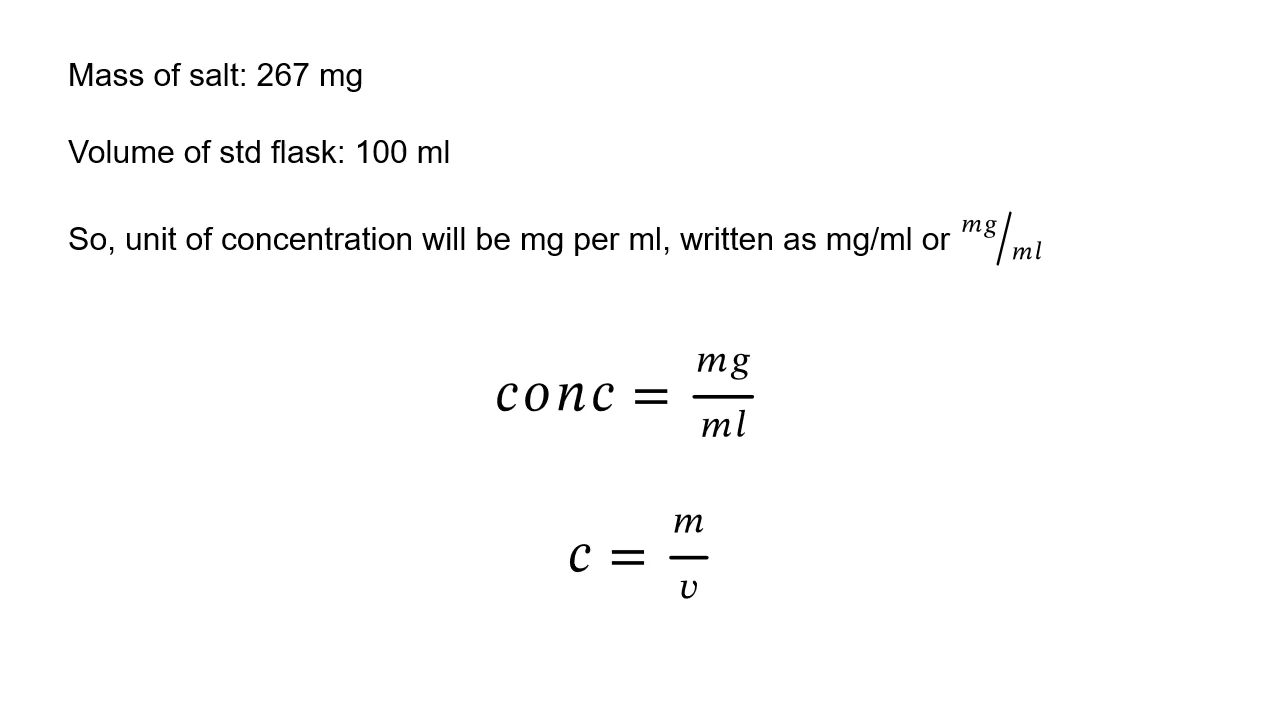 Mass of salt: 267 mg
Volume of std flask: 100 ml
So, unit of concentration will be mg per ml, written as mg/ml or mg/ml
conc = mg/ml
c = m/v